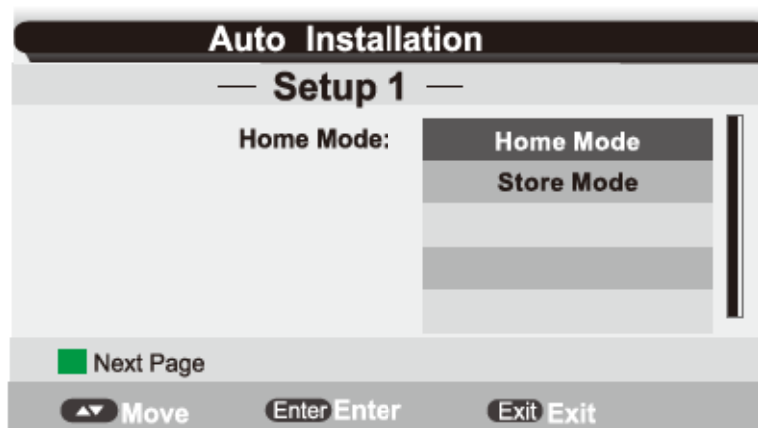 Auto Installation
— Setup 1 —
Home Mode: Home Mode
Store Mode
Next Page
Move Enter Enter Exit Exit